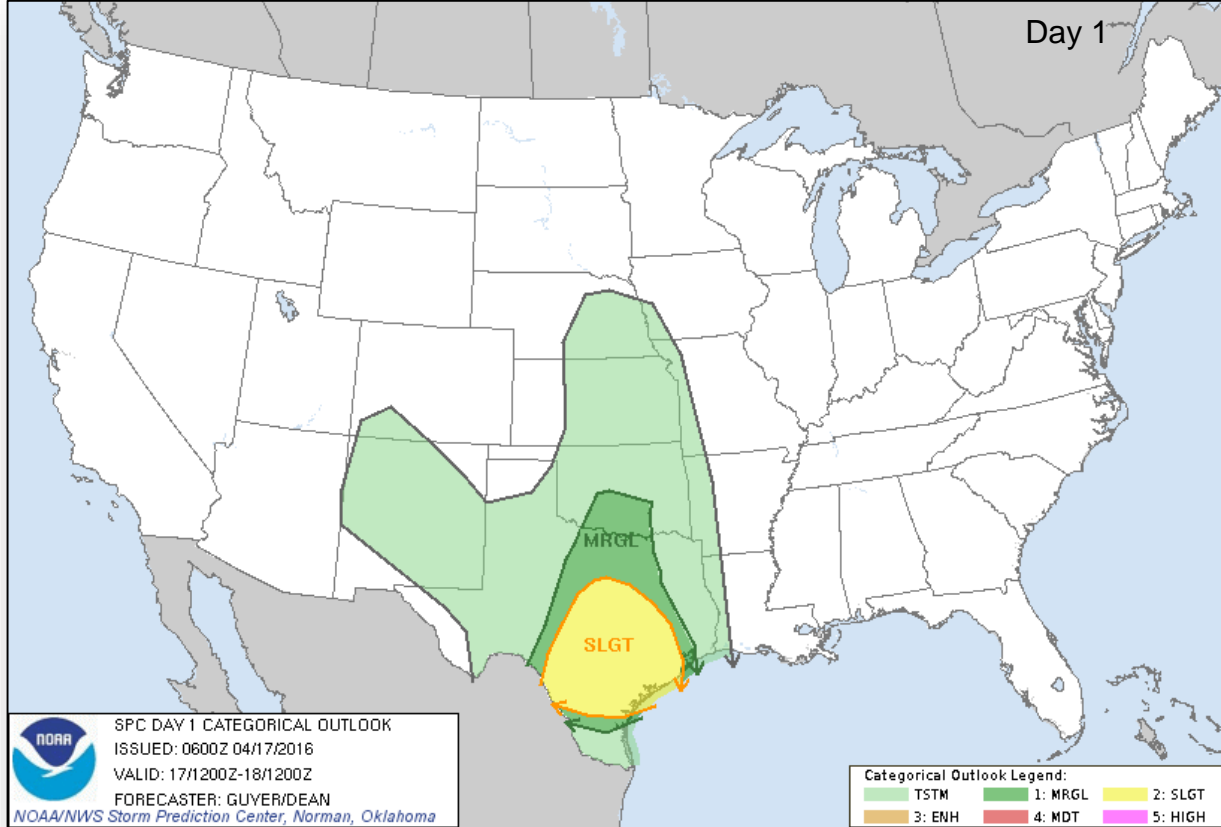 Day 1
MRGL
SLGT
NOAA
SPC DAY 1 CATEGORICAL OUTLOOK
ISSUED: 0600Z 04/17/2016
VALID: 17/1200Z-18/1200Z
FORECASTER: GUYER/DEAN
NOAA/NWS Storm Prediction Center, Norman, Oklahoma
Categorical Outlook Legend:
TSTM 1: MRGL 2: SLGT
3: ENH 4: MDT 5: HIGH